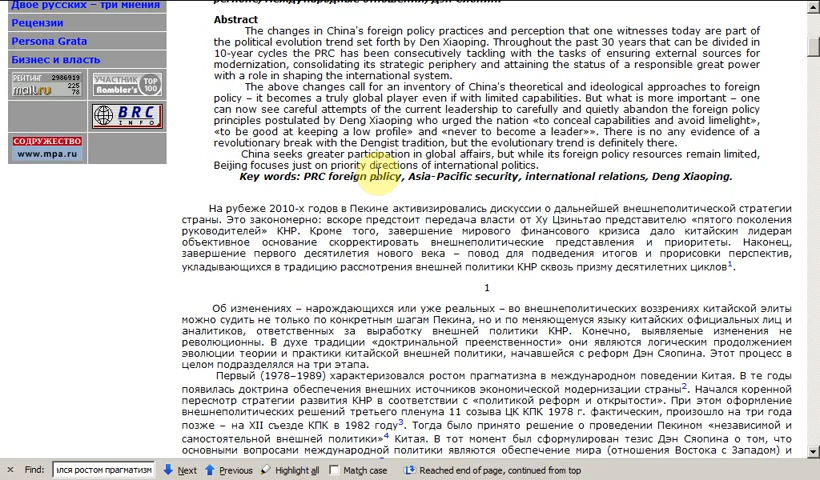 Двое русских – три мнения
Рецензии
Persona Grata
Бизнес и власть
РЕЙТИНГ 2986919
mail.ru 225
78
УЧАСТНИК
Rambler's TOP 100
BRC
INFO
СОДРУЖЕСТВО
www.mpa.ru
Abstract
The changes in China's foreign policy practices and perception that one witnesses today are part of
the political evolution trend set forth by Den Xiaoping. Throughout the past 30 years that can be divided in
10-year cycles the PRC has been consecutively tackling with the tasks of ensuring external sources for
modernization, consolidating its strategic periphery and attaining the status of a responsible great power
with a role in shaping the international system.
The above changes call for an inventory of China's theoretical and ideological approaches to foreign
policy – it becomes a truly global player even if with limited capabilities. But what is more important – one
can now see careful attempts of the current leadership to carefully and quietly abandon the foreign policy
principles postulated by Deng Xiaoping who urged the nation «to conceal capabilities and avoid limelight»,
«to be good at keeping a low profile» and «never to become a leader»». There is no any evidence of a
revolutionary break with the Dengist tradition, but the evolutionary trend is definitely there.
China seeks greater participation in global affairs, but while its foreign policy resources remain limited,
Beijing focuses just on priority directions of international politics.
Key words: PRC foreign policy, Asia-Pacific security, international relations, Deng Xiaoping.
На рубеже 2010-х годов в Пекине активизировались дискуссии о дальнейшей внешнеполитической стратегии
страны. Это закономерно: вскоре предстоит передача власти от Ху Цзиньтао представителю «пятого поколения
руководителей» КНР. Кроме того, завершение мирового финансового кризиса дало китайским лидерам
объективное основание скорректировать внешнеполитические представления и приоритеты. Наконец,
завершение первого десятилетия нового века – повод для подведения итогов и прорисовки перспектив,
укладывающихся в традицию рассмотрения внешней политики КНР сквозь призму десятилетних циклов1.
1
Об изменениях – нарождающихся или уже реальных – во внешнеполитических воззрениях китайской элиты
можно судить не только по конкретным шагам Пекина, но и по меняющемуся языку китайских официальных лиц и
аналитиков, ответственных за выработку внешней политики КНР. Конечно, выявляемые изменения не
революционны. В духе традиции «доктринальной преемственности» они являются логическим продолжением
эволюции теории и практики китайской внешней политики, начавшейся с реформ Дэн Сяопина. Этот процесс в
целом подразделялся на три этапа.
Первый (1978–1989) характеризовался ростом прагматизма в международном поведении Китая. В те годы
появилась доктрина обеспечения внешних источников экономической модернизации страны2. Начался коренной
пересмотр стратегии развития КНР в соответствии с «политикой реформ и открытости». При этом оформление
внешнеполитических решений третьего пленума 11 созыва ЦК КПК 1978 г. фактическим, произошло на три года
позже – на XII съезде КПК в 1982 году3. Тогда было принято решение о проведении Пекином «независимой и
самостоятельной внешней политики»4 Китая. В тот момент был сформулирован тезис Дэн Сяопина о том, что
основными вопросами международной политики являются обеспечение мира (отношения Востока с Западом) и
Find: ился ростом прагматизм Next Previous Highlight all Match case Reached end of page, continued from top